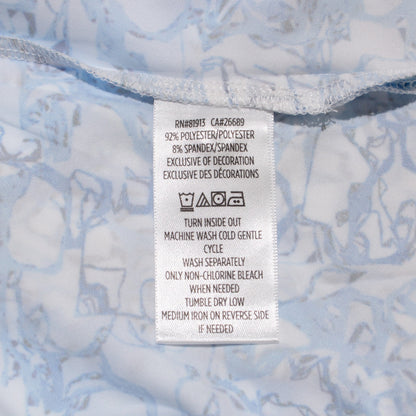 RN#81913 CA#26689
92% POLYESTER/POLYESTER
8% SPANDEX/SPANDEX
EXCLUSIVE OF DECORATION
EXCLUSIF DES DÉCORATIONS
TURN INSIDE OUT
MACHINE WASH COLD GENTLE
CYCLE
WASH SEPARATELY
ONLY NON-CHLORINE BLEACH
WHEN NEEDED
TUMBLE DRY LOW
MEDIUM IRON ON REVERSE SIDE
IF NEEDED